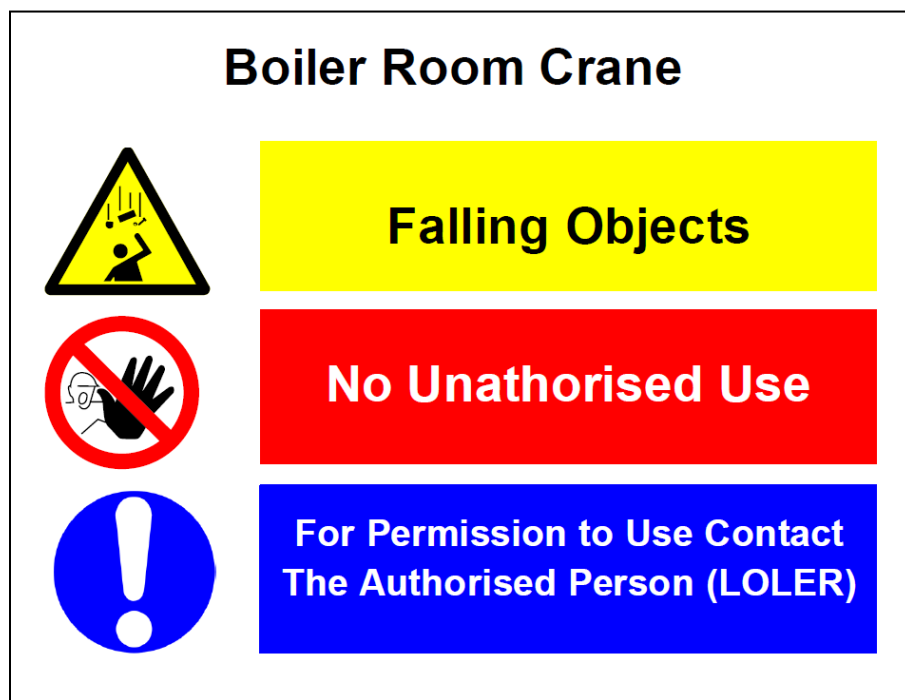 Boiler Room Crane
Falling Objects
No Unathorised Use
For Permission to Use Contact
The Authorised Person (LOLER)